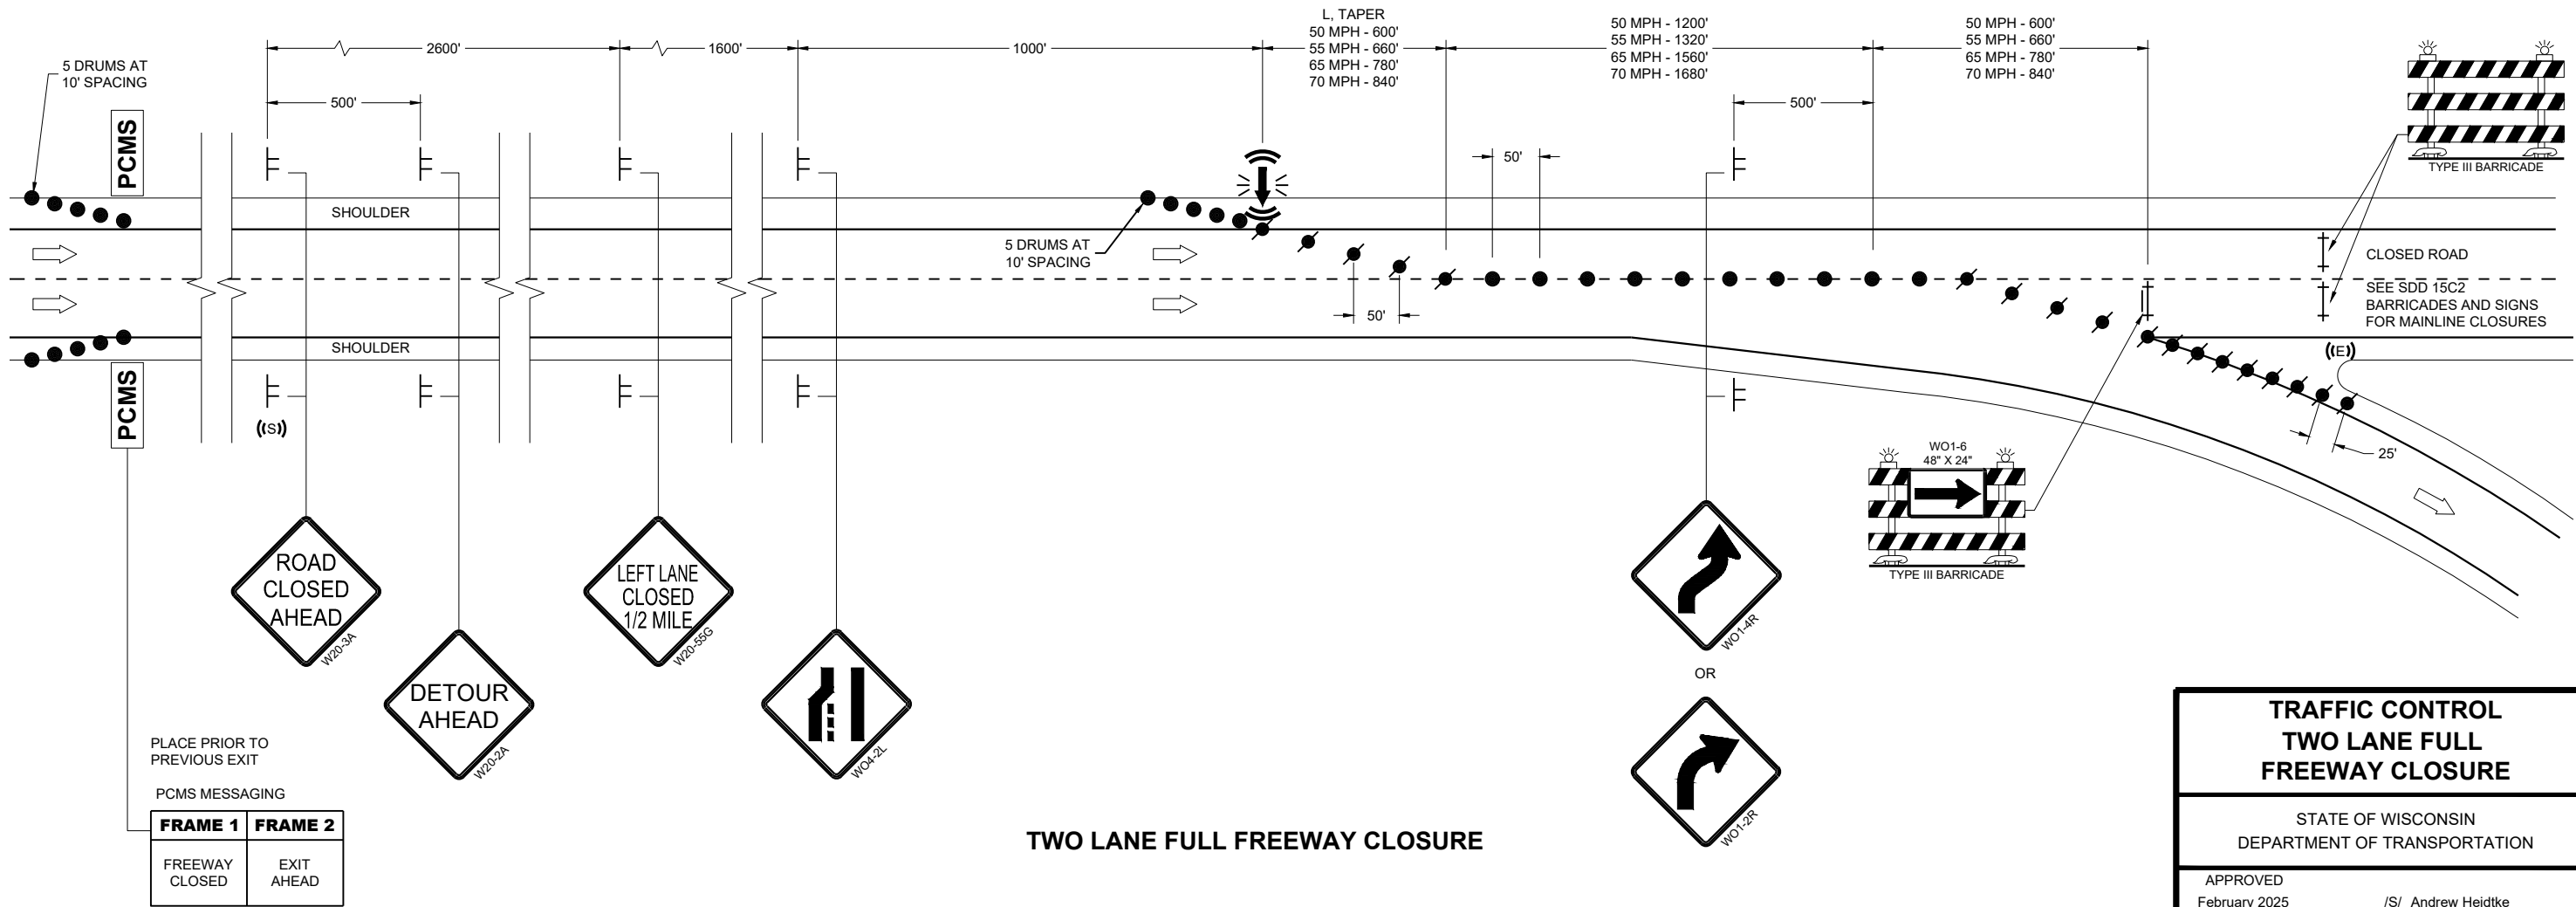 L, TAPER
50 MPH - 600'
55 MPH - 660'
65 MPH - 780'
70 MPH - 840'
50 MPH - 1200'
55 MPH - 1320'
65 MPH - 1560'
70 MPH - 1680'
50 MPH - 600'
55 MPH - 660'
65 MPH - 780'
70 MPH - 840'
2600'
1600'
1000'
5 DRUMS AT
10' SPACING
500'
500'
PCMS
50'
TYPE III BARRICADE
SHOULDER
5 DRUMS AT
10' SPACING
CLOSED ROAD
SEE SDD 15C2
BARRICADES AND SIGNS
FOR MAINLINE CLOSURES
50'
SHOULDER
((E))
PCMS
((S))
25'
WO1-6
48" X 24"
TYPE III BARRICADE
ROAD
CLOSED
AHEAD
W20-3A
DETOUR
AHEAD
W20-2A
LEFT LANE
CLOSED
1/2 MILE
W20-55G
WO4-2L
WO1-4R
OR
WO1-2R
PLACE PRIOR TO
PREVIOUS EXIT
PCMS MESSAGING
FRAME 1 FRAME 2
FREEWAY EXIT
CLOSED AHEAD
TWO LANE FULL FREEWAY CLOSURE
TRAFFIC CONTROL
TWO LANE FULL
FREEWAY CLOSURE
STATE OF WISCONSIN
DEPARTMENT OF TRANSPORTATION
APPROVED
February 2025 /S/ Andrew Heidtke